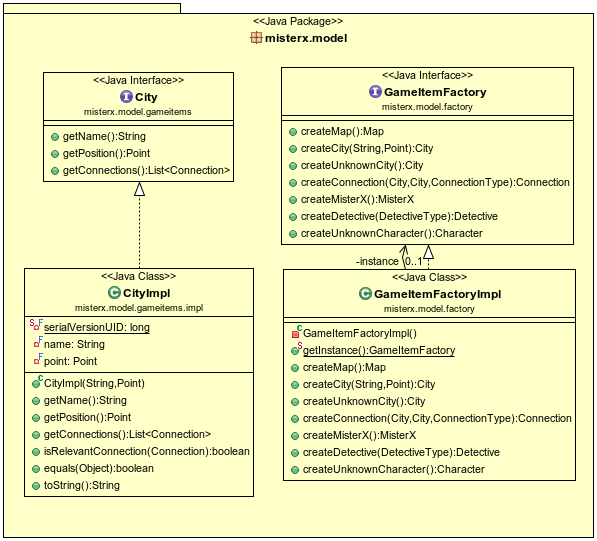 <<Java Package>>
misterx.model
<<Java Interface>>
City
misterx.model.gameitems
getName():String
getPosition():Point
getConnections():List<Connection>
<<Java Interface>>
GameItemFactory
misterx.model.factory
createMap():Map
createCity(String,Point):City
createUnknownCity():City
createConnection(City,City,ConnectionType):Connection
createMisterX():MisterX
createDetective(DetectiveType):Detective
createUnknownCharacter():Character
-instance 0..1
<<Java Class>>
CityImpl
misterx.model.gameitems.impl
serialVersionUID: long
name: String
point: Point
CityImpl(String,Point)
getName():String
getPosition():Point
getConnections():List<Connection>
isRelevantConnection(Connection):boolean
equals(Object):boolean
toString():String
<<Java Class>>
GameItemFactoryImpl
misterx.model.factory
GameItemFactoryImpl()
getInstance():GameItemFactory
createMap():Map
createCity(String,Point):City
createUnknownCity():City
createConnection(City,City,ConnectionType):Connection
createMisterX():MisterX
createDetective(DetectiveType):Detective
createUnknownCharacter():Character